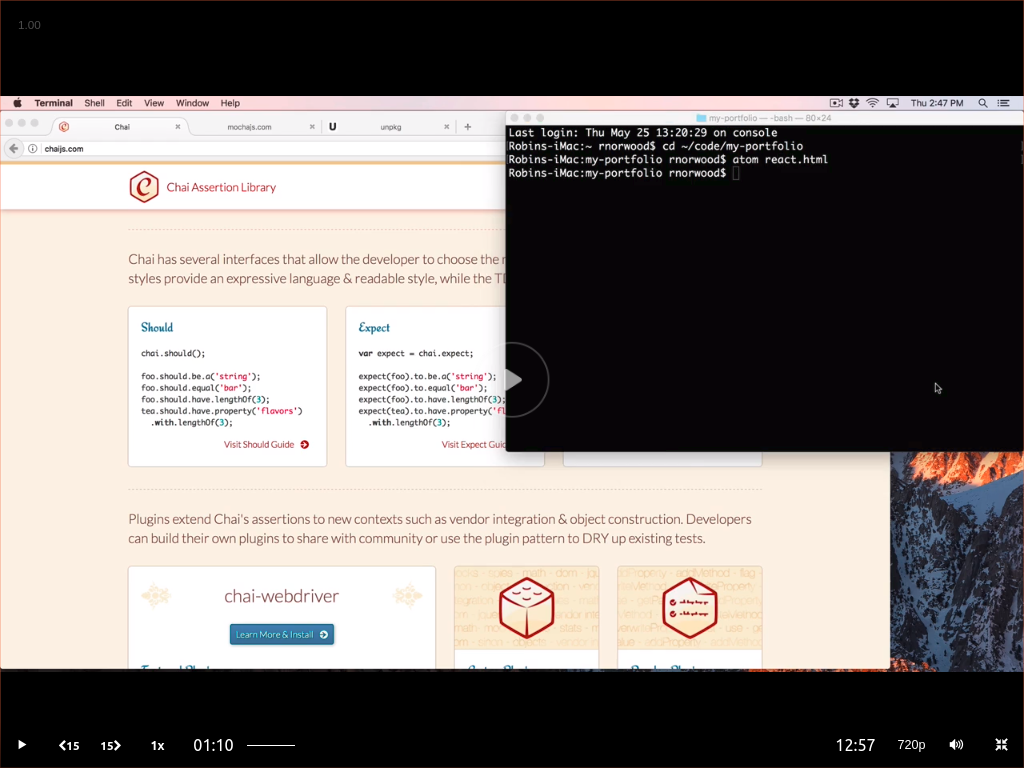 1.00
Terminal Shell Edit View Window Help
Thu 2:47 PM
Chai
mochajs.com
U
unpkg
my-portfolio — -bash — 80×24
chaijs.com
Last login: Thu May 25 13:20:29 on console
Robins-iMac:~ rnorwood$ cd ~/code/my-portfolio
Robins-iMac:my-portfolio rnorwood$ atom react.html
Robins-iMac:my-portfolio rnorwood$
Chai Assertion Library
Chai has several interfaces that allow the developer to choose the
styles provide an expressive language & readable style, while the
Should
chai.should();
foo.should.be.a('string');
foo.should.equal('bar');
foo.should.have.lengthOf(3);
tea.should.have.property('flavors')
.with.lengthOf(3);
Visit Should Guide
Expect
var expect = chai.expect;
expect(foo).to.be.a('string');
expect(foo).to.equal('bar');
expect(foo).to.have.lengthOf(3);
expect(tea).to.have.property('fl
.with.lengthOf(3);
Visit Expect
Plugins extend Chai's assertions to new contexts such as vendor integration & object construction. Developers
can build their own plugins to share with community or use the plugin pattern to DRY up existing tests.
chai-webdriver
Learn More & Install
15
15
1x
01:10
12:57
720p